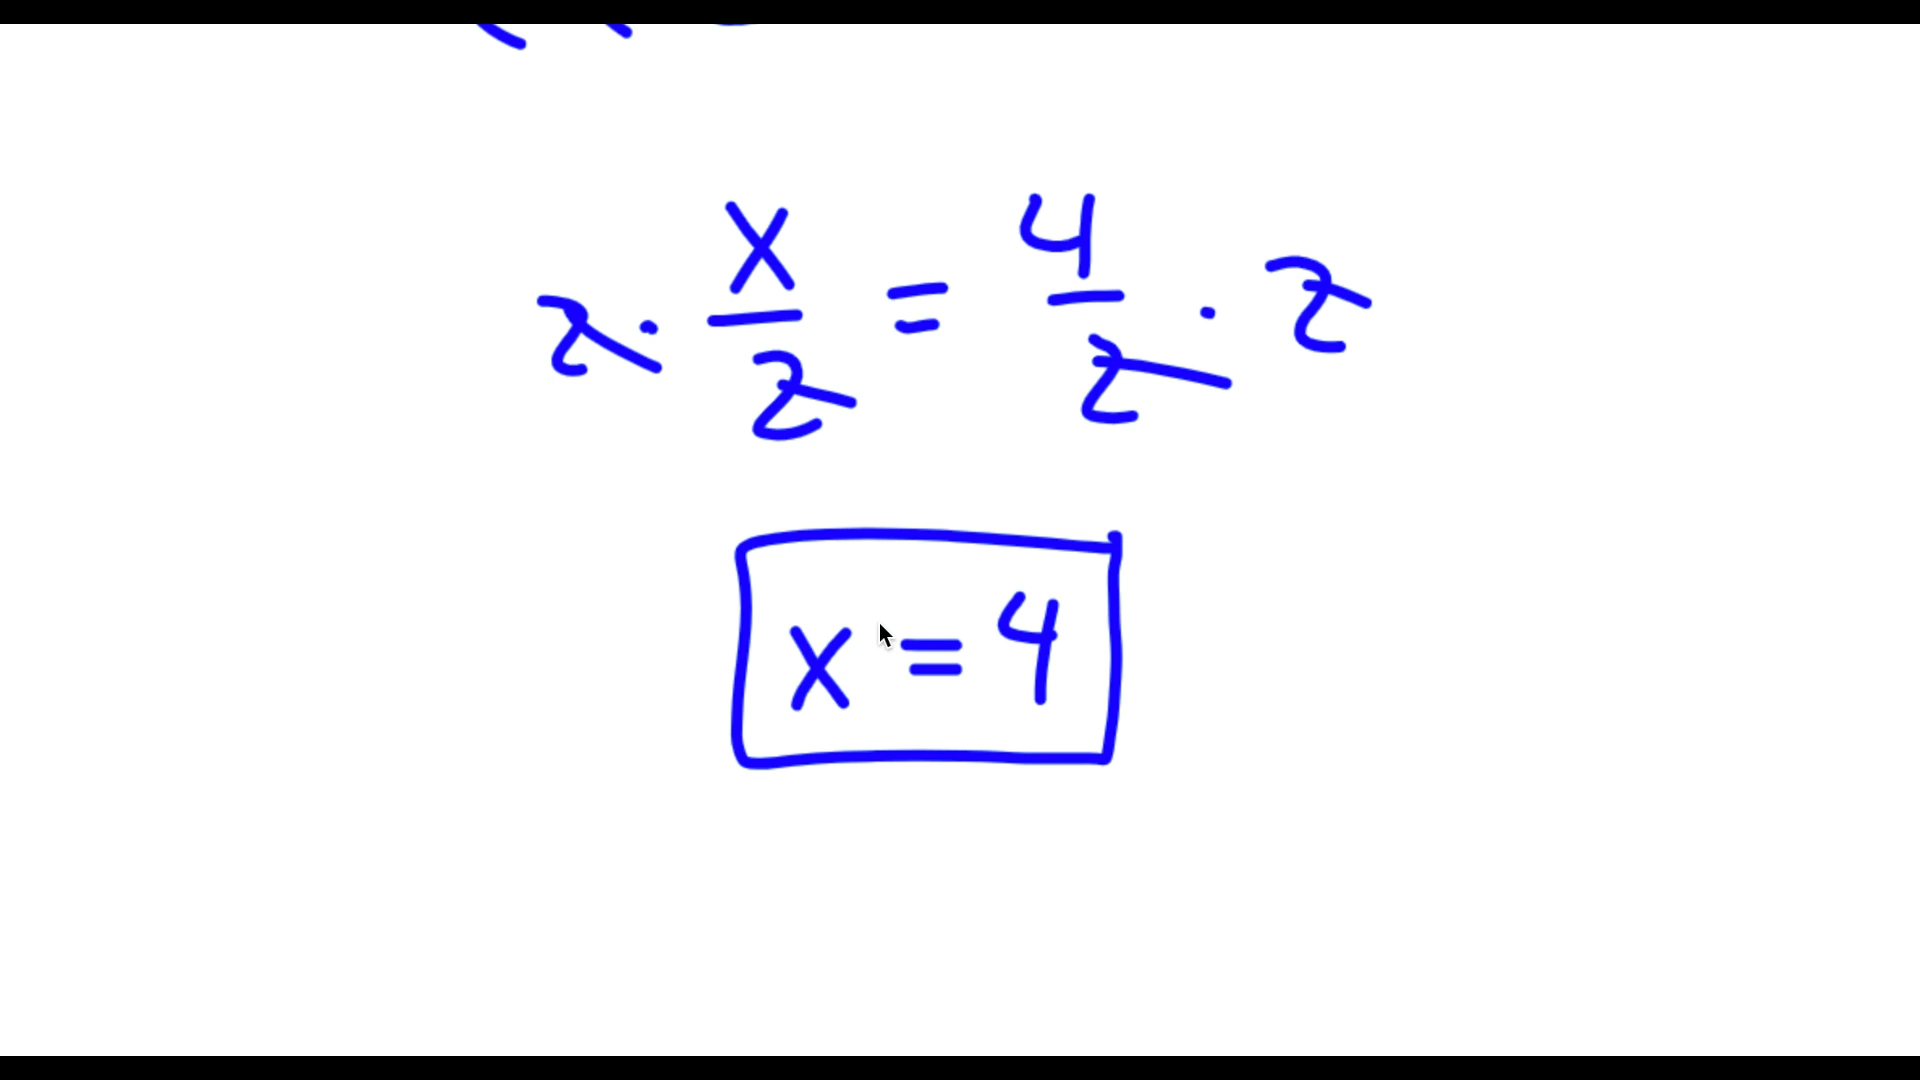 2 · x/2 = 4/2 · 2
x = 4